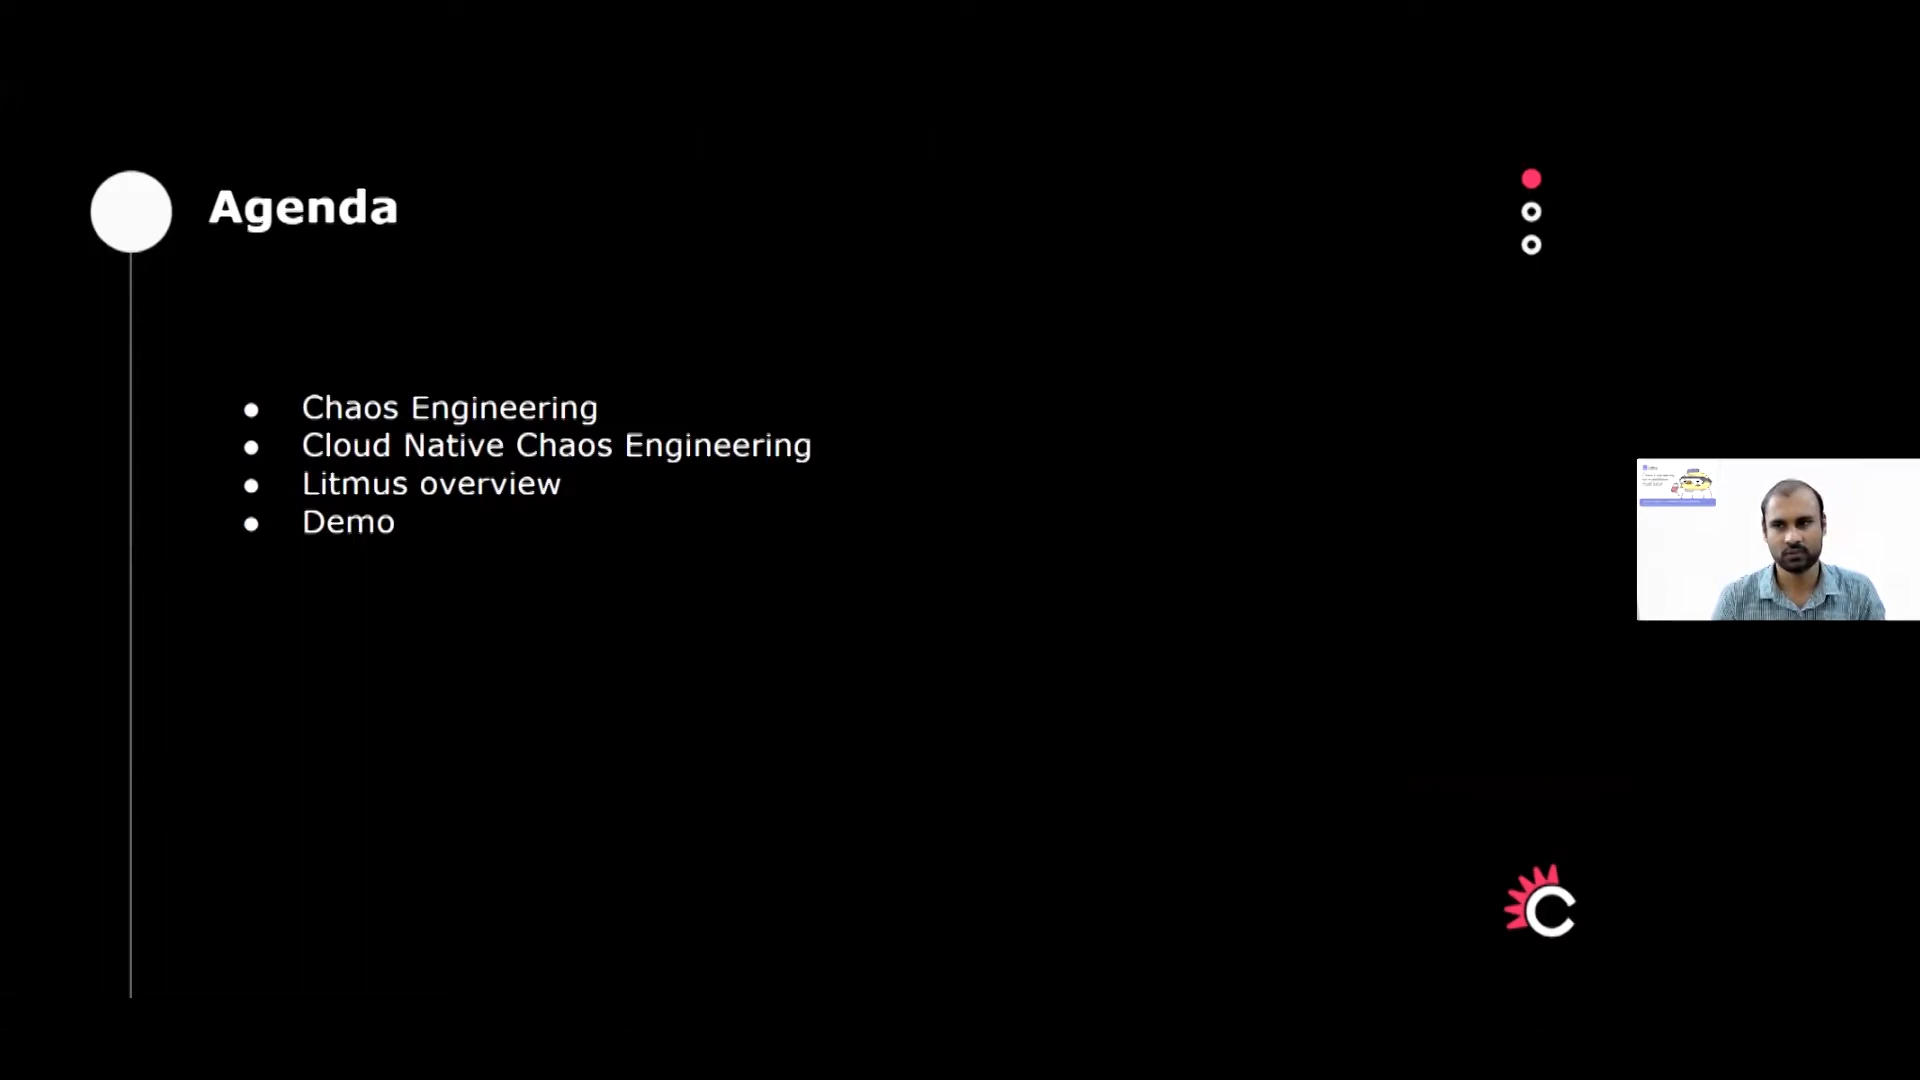 Agenda
Chaos Engineering
Cloud Native Chaos Engineering
Litmus overview
Demo